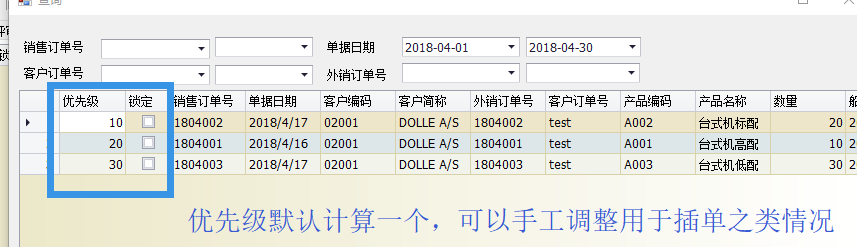 查询
销售订单号 单据日期 2018-04-01 2018-04-30
客户订单号 外销订单号
优先级 锁定 销售订单号 单据日期 客户编码 客户简称 外销订单号 客户订单号 产品编码 产品名称 数量
10 1804002 2018/4/17 02001 DOLLE A/S 1804002 test A002 台式机标配 20
20 1804001 2018/4/16 02001 DOLLE A/S 1804001 test A001 台式机高配 10
30 1804003 2018/4/17 02001 DOLLE A/S 1804003 test A003 台式机低配 30
优先级默认计算一个，可以手工调整用于插单之类情况